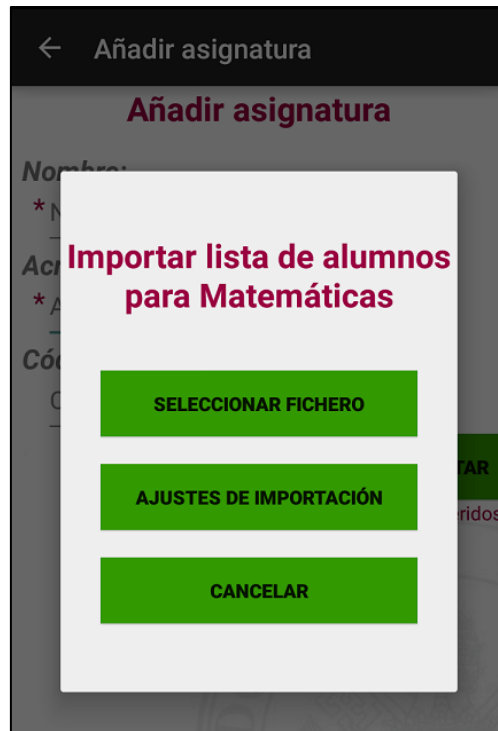 Añadir asignatura
Añadir asignatura
Importar lista de alumnos
para Matemáticas
SELECCIONAR FICHERO
AJUSTES DE IMPORTACIÓN
CANCELAR